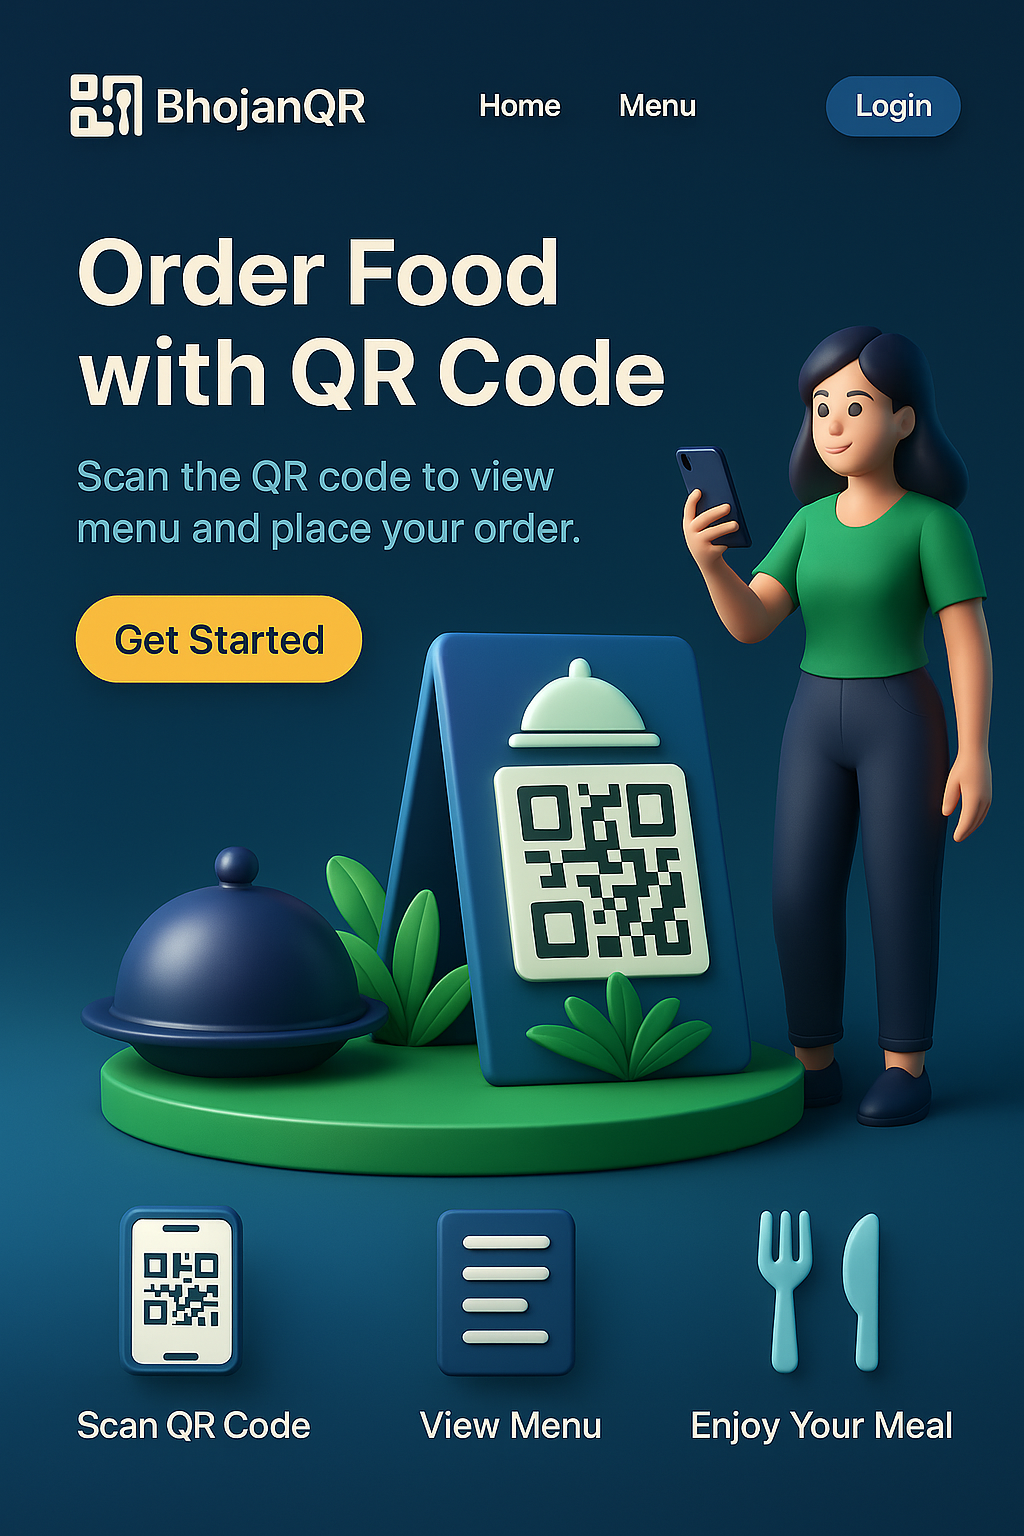 BhojanQR
Home
Menu
Login
Order Food
with QR Code
Scan the QR code to view
menu and place your order.
Get Started
Scan QR Code
View Menu
Enjoy Your Meal